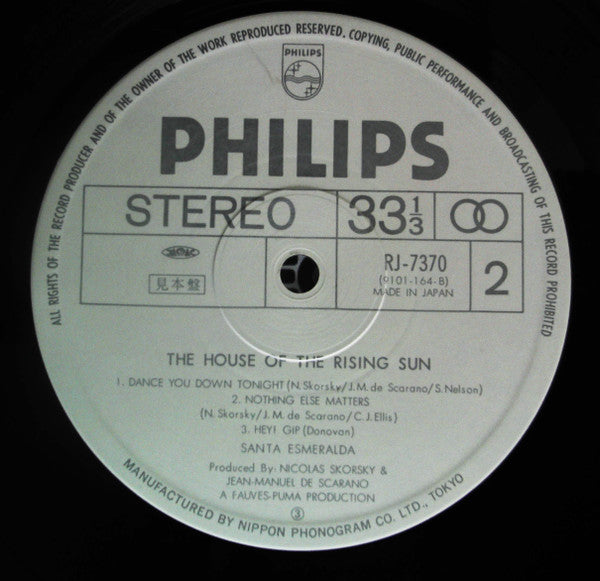 ALL RIGHTS OF THE RECORD PRODUCER AND OF THE OWNER OF THE WORK REPRODUCED RESERVED. COPYING, PUBLIC PERFORMANCE AND BROADCASTING OF THIS RECORD PROHIBITED
PHILIPS
PHILIPS
STEREO
33 1/3
RJ-7370
(9101-164-B)
MADE IN JAPAN
2
見本盤
THE HOUSE OF THE RISING SUN
1. DANCE YOU DOWN TONIGHT (N. Skorsky/J. M. de Scarano/S. Nelson)
2. NOTHING ELSE MATTERS
(N. Skorsky/J. M. de Scarano/C. J. Ellis)
3. HEY! GIP (Donovan)
SANTA ESMERALDA
Produced By: NICOLAS SKORSKY &
JEAN-MANUEL DE SCARANO
A FAUVES-PUMA PRODUCTION
③
MANUFACTURED BY NIPPON PHONOGRAM CO. LTD., TOKYO